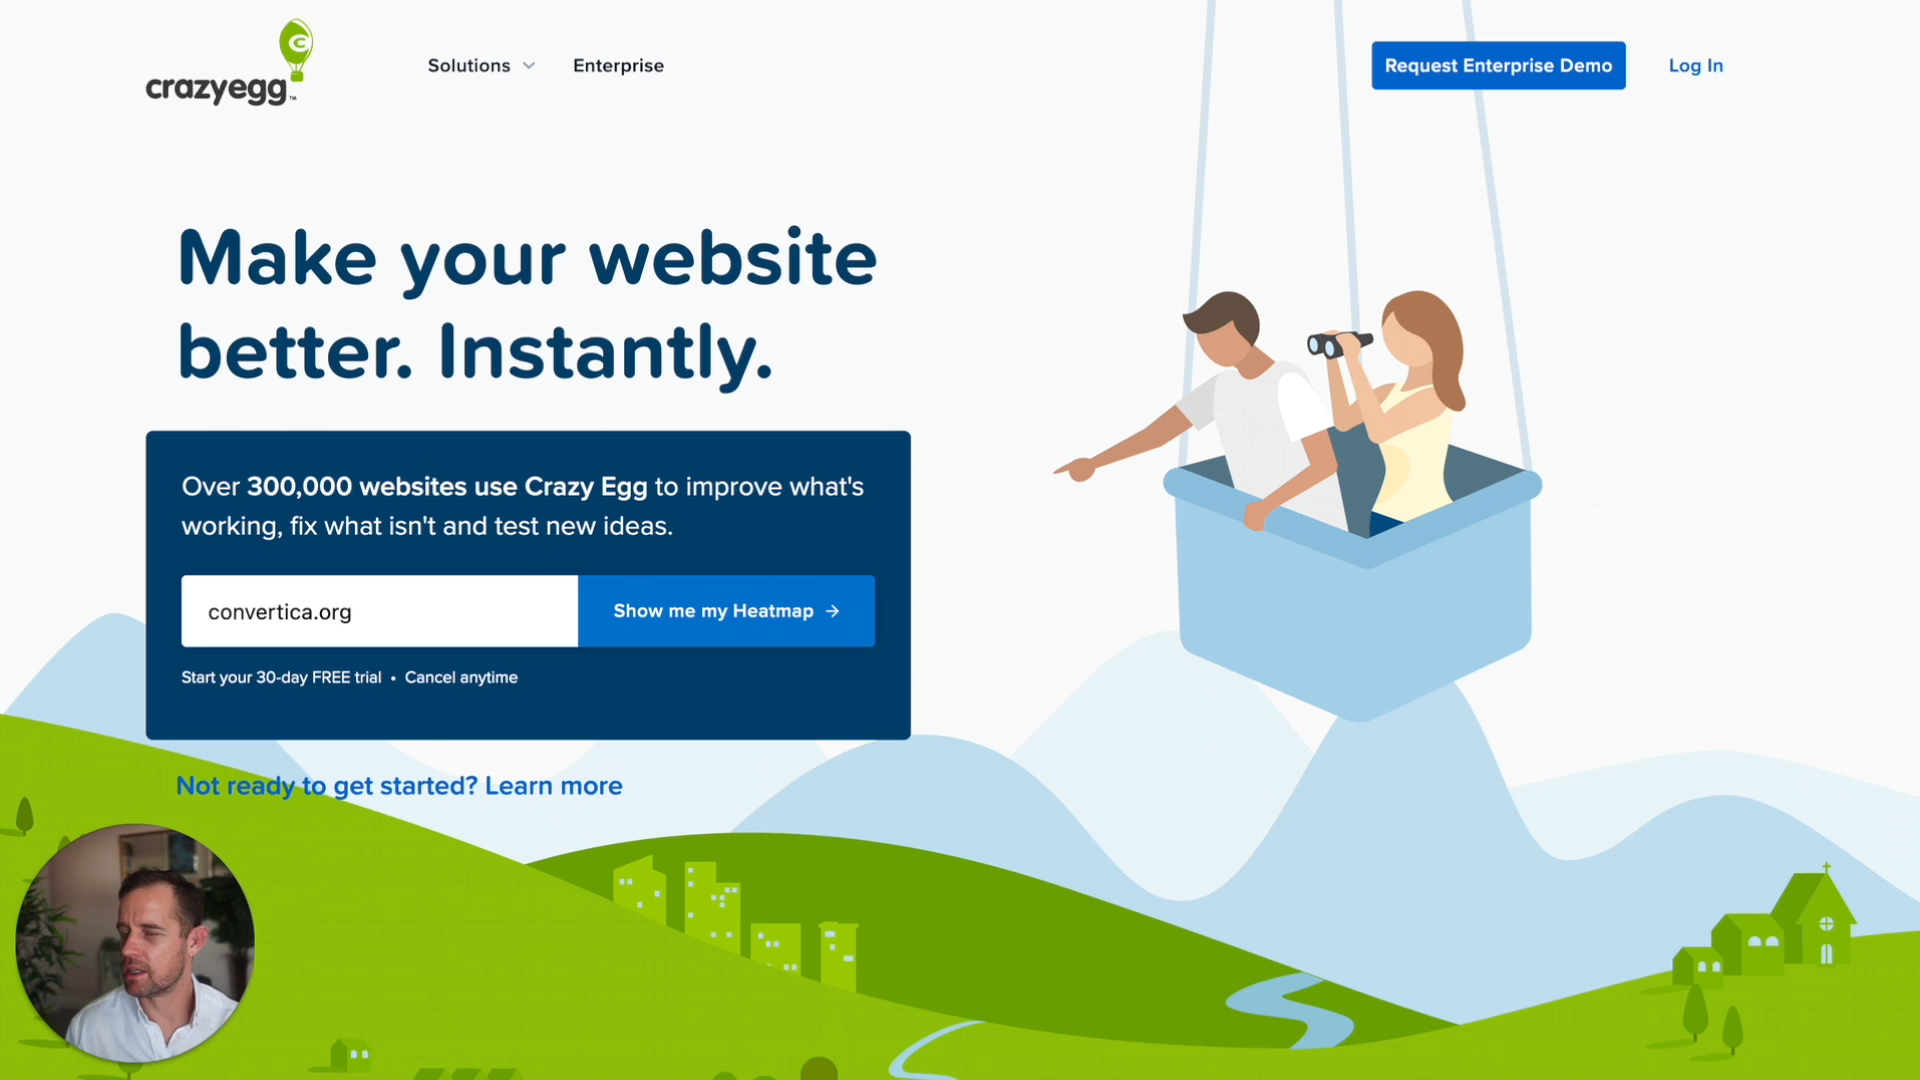 crazyegg™
Solutions
Enterprise
Request Enterprise Demo
Log In
Make your website
better. Instantly.
Over 300,000 websites use Crazy Egg to improve what's
working, fix what isn't and test new ideas.
convertica.org
Show me my Heatmap →
Start your 30-day FREE trial • Cancel anytime
Not ready to get started? Learn more